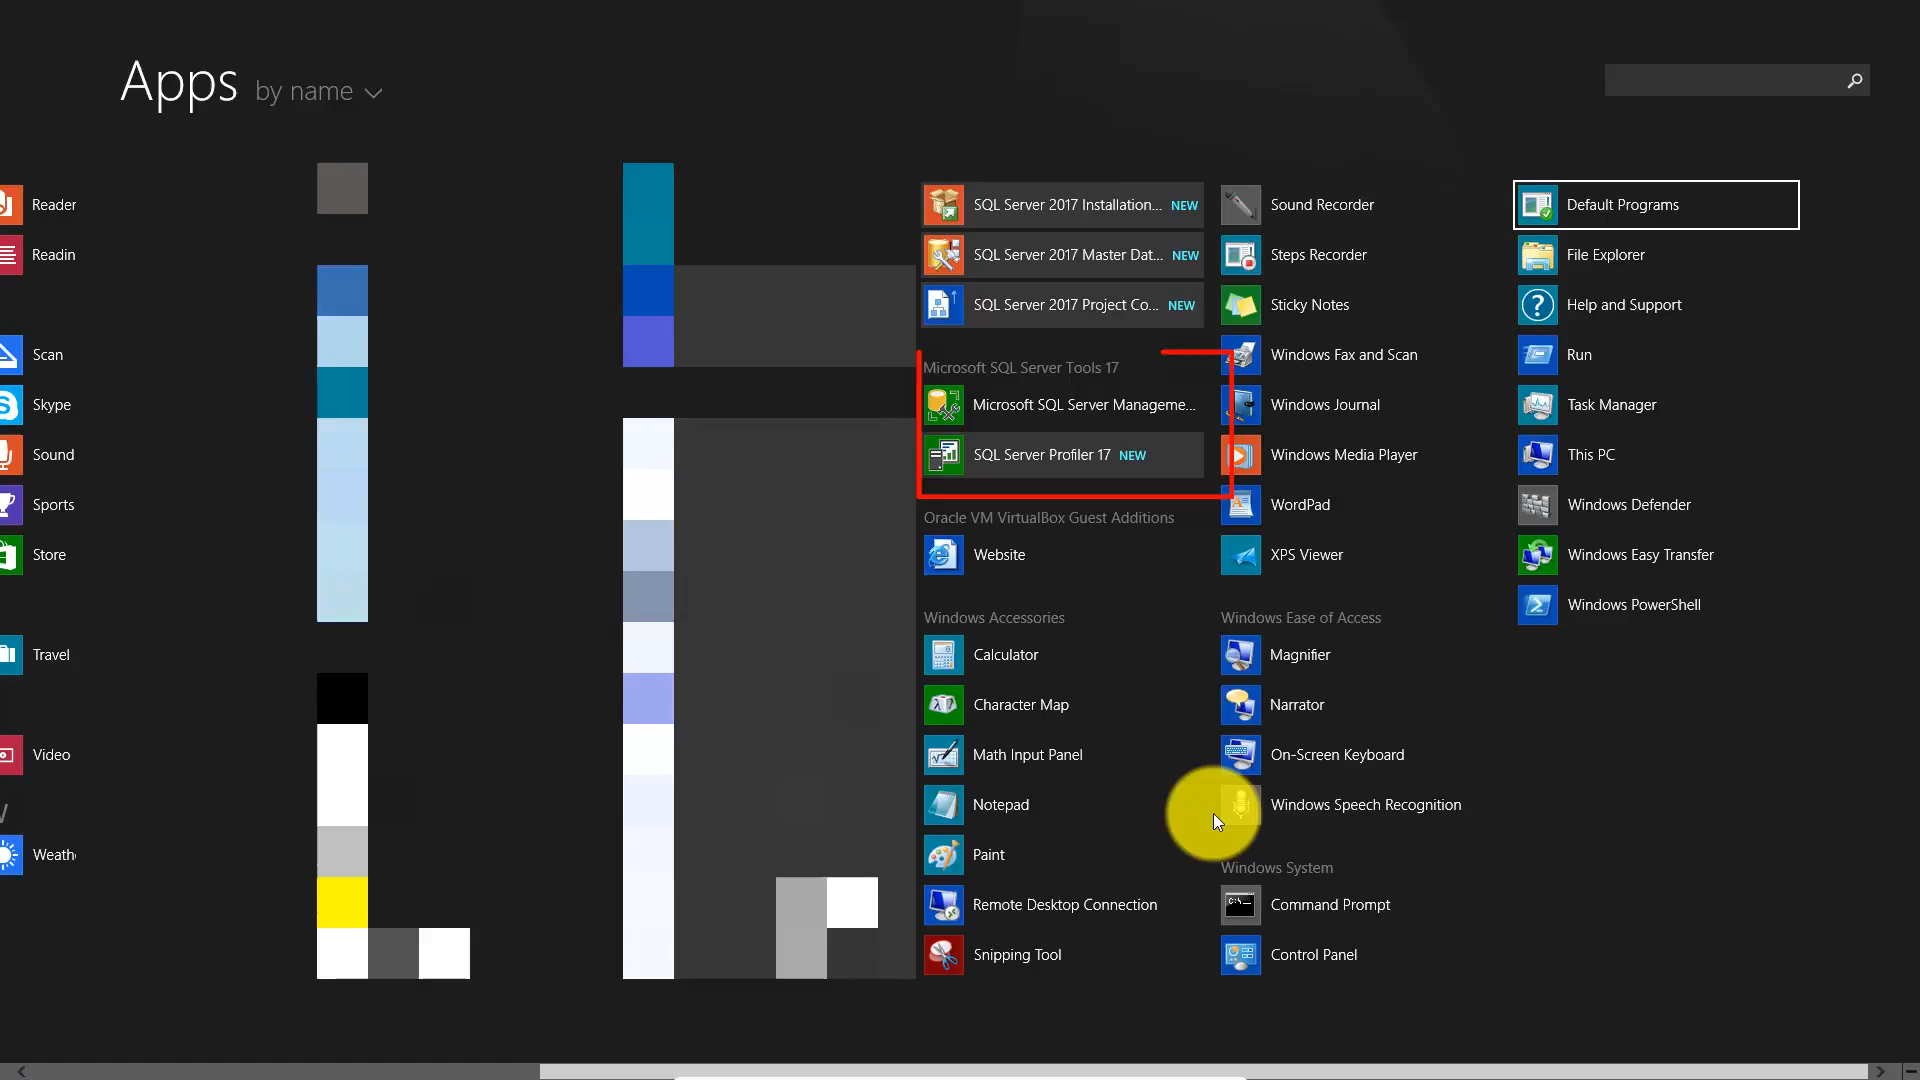 Apps by name
Reader
Readin
Scan
Skype
Sound
Sports
Store
Travel
Video
Weath
SQL Server 2017 Installation... NEW
SQL Server 2017 Master Dat... NEW
SQL Server 2017 Project Co... NEW
Microsoft SQL Server Tools 17
Microsoft SQL Server Manageme...
SQL Server Profiler 17 NEW
Oracle VM VirtualBox Guest Additions
Website
Windows Accessories
Calculator
Character Map
Math Input Panel
Notepad
Paint
Remote Desktop Connection
Snipping Tool
Sound Recorder
Steps Recorder
Sticky Notes
Windows Fax and Scan
Windows Journal
Windows Media Player
WordPad
XPS Viewer
Windows Ease of Access
Magnifier
Narrator
On-Screen Keyboard
Windows Speech Recognition
Windows System
Command Prompt
Control Panel
Default Programs
File Explorer
Help and Support
Run
Task Manager
This PC
Windows Defender
Windows Easy Transfer
Windows PowerShell